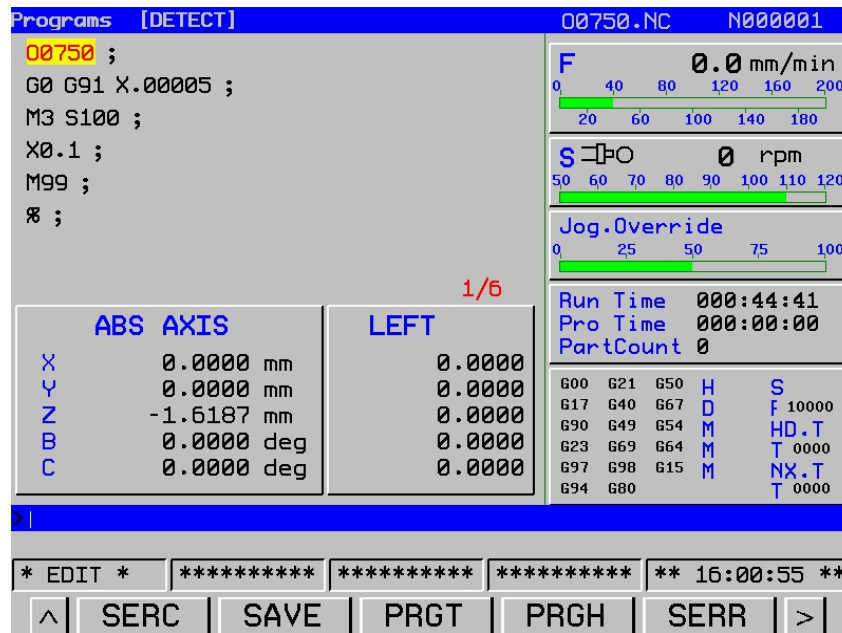 Programs [DETECT] O0750.NC N000001
O0750 ;
G0 G91 X.00005 ;
M3 S100 ;
X0.1 ;
M99 ;
% ;
1/6
ABS AXIS LEFT
X 0.0000 mm 0.0000
Y 0.0000 mm 0.0000
Z -1.6187 mm 0.0000
B 0.0000 deg 0.0000
C 0.0000 deg 0.0000
F 0.0 mm/min
0 40 80 120 160 200
20 60 100 140 180
S 0 rpm
50 60 70 80 90 100 110 120
Jog.Override
0 25 50 75 100
Run Time 000:44:41
Pro Time 000:00:00
PartCount 0
G00 G21 G50 H S
G17 G40 G67 D F 10000
G90 G49 G54 M HD.T
G23 G69 G64 M T 0000
G97 G98 G15 M NX.T
G94 G80 T 0000
>
* EDIT * ********** ********** ********** ** 16:00:55 **
^ SERC SAVE PRGT PRGH SERR >